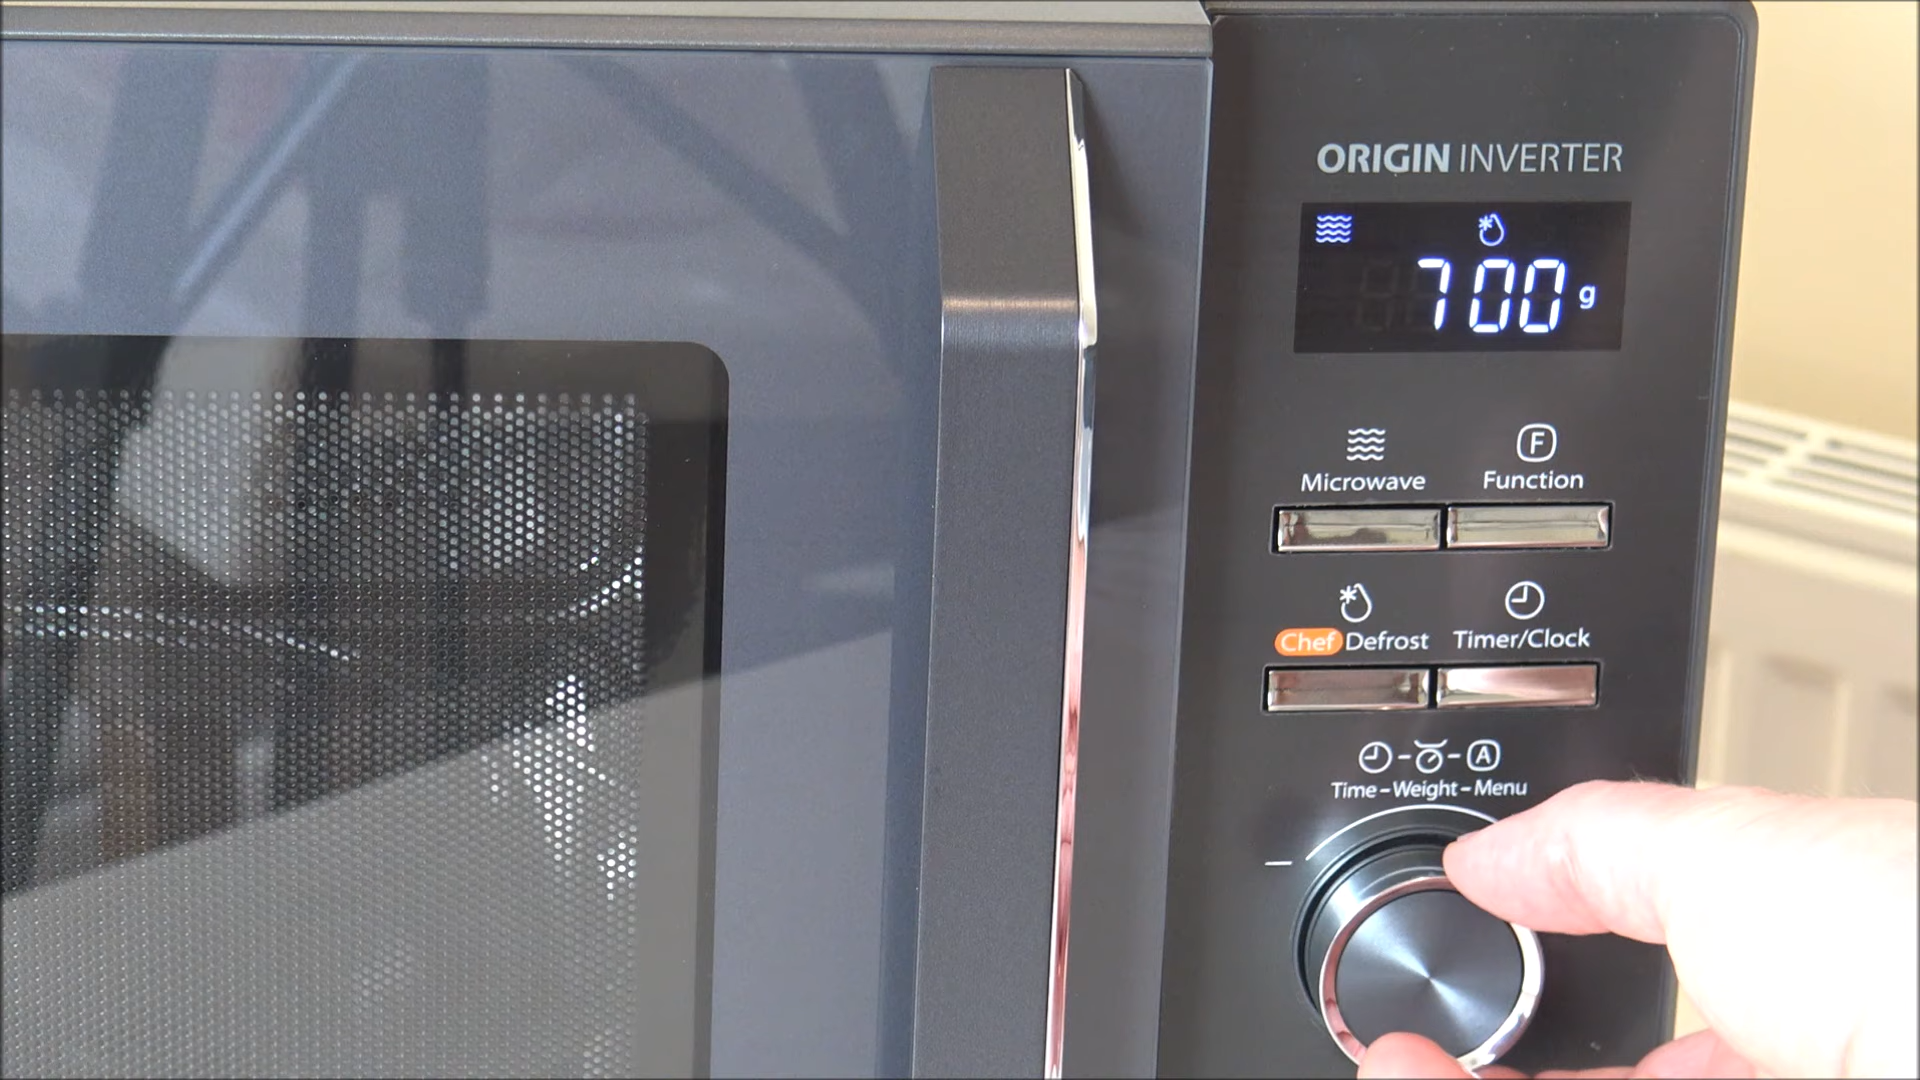 ORIGIN INVERTER
700 g
Microwave
F
Function
Chef Defrost
Timer/Clock
A
Time-Weight-Menu